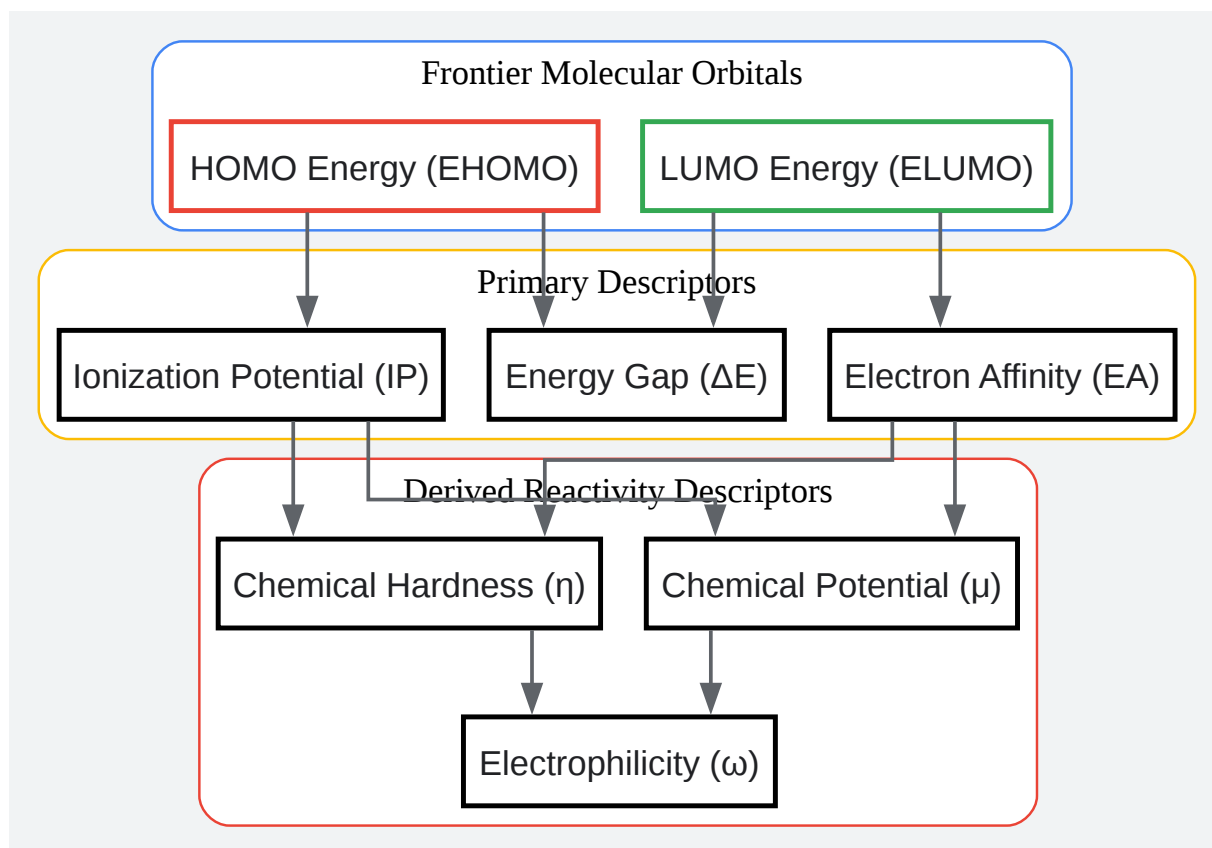 Frontier Molecular Orbitals
HOMO Energy (EHOMO)
LUMO Energy (ELUMO)
Primary Descriptors
Ionization Potential (IP)
Energy Gap (ΔE)
Electron Affinity (EA)
Derived Reactivity Descriptors
Chemical Hardness (η)
Chemical Potential (μ)
Electrophilicity (ω)